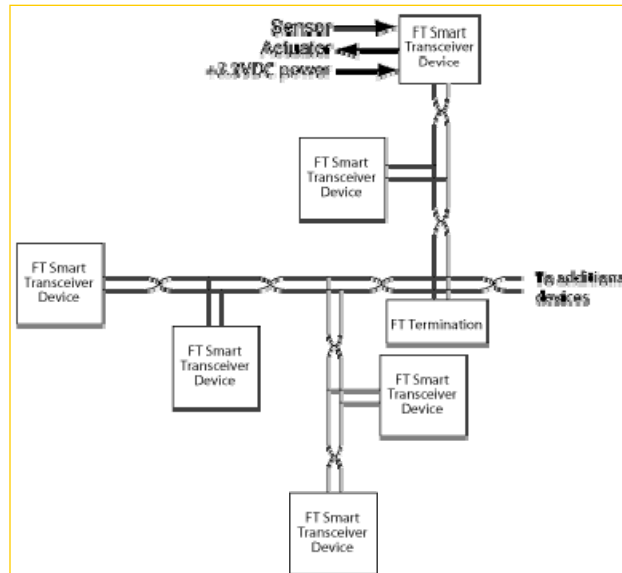 Sensor
Actuator
+3.3VDC power
FT Smart
Transceiver
Device
FT Smart
Transceiver
Device
FT Smart
Transceiver
Device
To addition
devices
FT Termination
FT Smart
Transceiver
Device
FT Smart
Transceiver
Device
FT Smart
Transceiver
Device